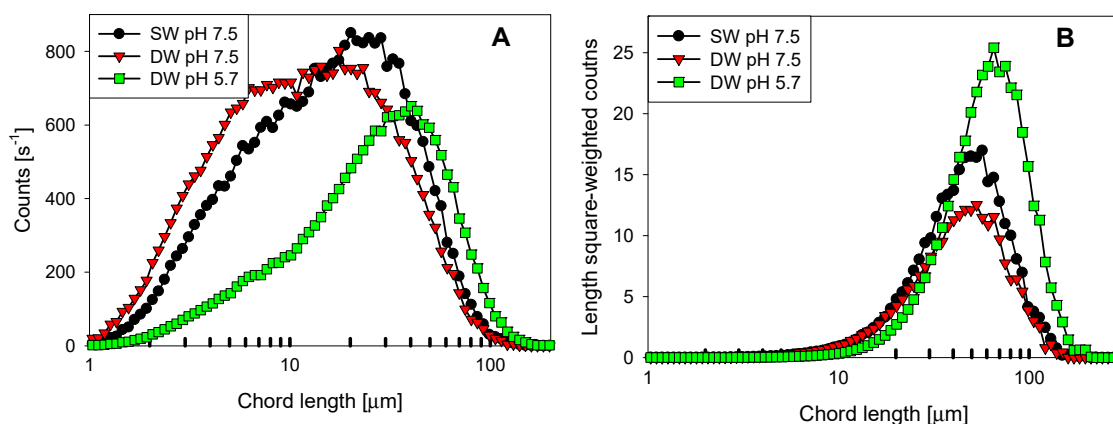 SW pH 7.5
DW pH 7.5
DW pH 5.7
A
800
600
400
200
0
Counts [s⁻¹]
1
10
100
Chord length [μm]
SW pH 7.5
DW pH 7.5
DW pH 5.7
B
25
20
15
10
5
0
Length square-weighted coutns
1
10
100
Chord length [μm]